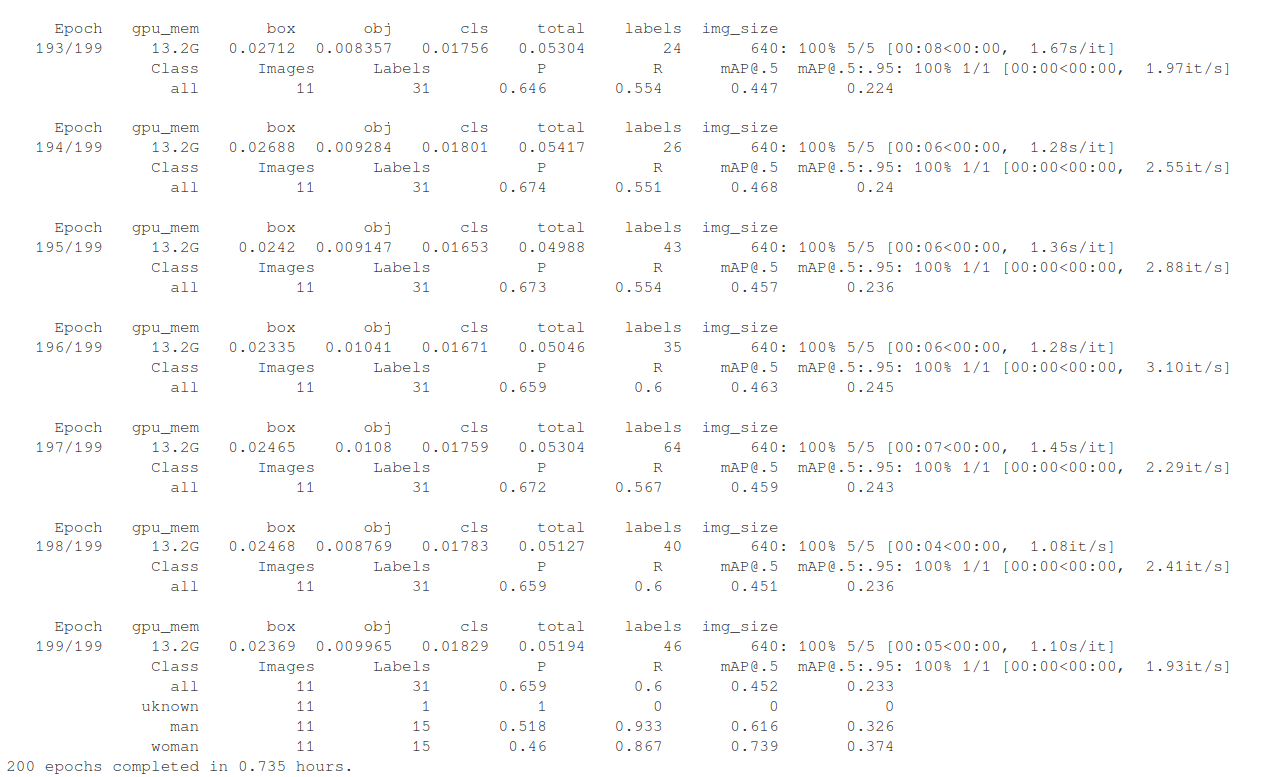 Epoch gpu_mem box obj cls total labels img_size
193/199 13.2G 0.02712 0.008357 0.01756 0.05304 24 640: 100% 5/5 [00:08<00:00, 1.67s/it]
Class Images Labels P R mAP@.5 mAP@.5:.95: 100% 1/1 [00:00<00:00, 1.97it/s]
all 11 31 0.646 0.554 0.447 0.224
Epoch gpu_mem box obj cls total labels img_size
194/199 13.2G 0.02688 0.009284 0.01801 0.05417 26 640: 100% 5/5 [00:06<00:00, 1.28s/it]
Class Images Labels P R mAP@.5 mAP@.5:.95: 100% 1/1 [00:00<00:00, 2.55it/s]
all 11 31 0.674 0.551 0.468 0.24
Epoch gpu_mem box obj cls total labels img_size
195/199 13.2G 0.0242 0.009147 0.01653 0.04988 43 640: 100% 5/5 [00:06<00:00, 1.36s/it]
Class Images Labels P R mAP@.5 mAP@.5:.95: 100% 1/1 [00:00<00:00, 2.88it/s]
all 11 31 0.673 0.554 0.457 0.236
Epoch gpu_mem box obj cls total labels img_size
196/199 13.2G 0.02335 0.01041 0.01671 0.05046 35 640: 100% 5/5 [00:06<00:00, 1.28s/it]
Class Images Labels P R mAP@.5 mAP@.5:.95: 100% 1/1 [00:00<00:00, 3.10it/s]
all 11 31 0.659 0.6 0.463 0.245
Epoch gpu_mem box obj cls total labels img_size
197/199 13.2G 0.02465 0.0108 0.01759 0.05304 64 640: 100% 5/5 [00:07<00:00, 1.45s/it]
Class Images Labels P R mAP@.5 mAP@.5:.95: 100% 1/1 [00:00<00:00, 2.29it/s]
all 11 31 0.672 0.567 0.459 0.243
Epoch gpu_mem box obj cls total labels img_size
198/199 13.2G 0.02468 0.008769 0.01783 0.05127 40 640: 100% 5/5 [00:04<00:00, 1.08it/s]
Class Images Labels P R mAP@.5 mAP@.5:.95: 100% 1/1 [00:00<00:00, 2.41it/s]
all 11 31 0.659 0.6 0.451 0.236
Epoch gpu_mem box obj cls total labels img_size
199/199 13.2G 0.02369 0.009965 0.01829 0.05194 46 640: 100% 5/5 [00:05<00:00, 1.10s/it]
Class Images Labels P R mAP@.5 mAP@.5:.95: 100% 1/1 [00:00<00:00, 1.93it/s]
all 11 31 0.659 0.6 0.452 0.233
uknown 11 1 1 0 0 0
man 11 15 0.518 0.933 0.616 0.326
woman 11 15 0.46 0.867 0.739 0.374
200 epochs completed in 0.735 hours.